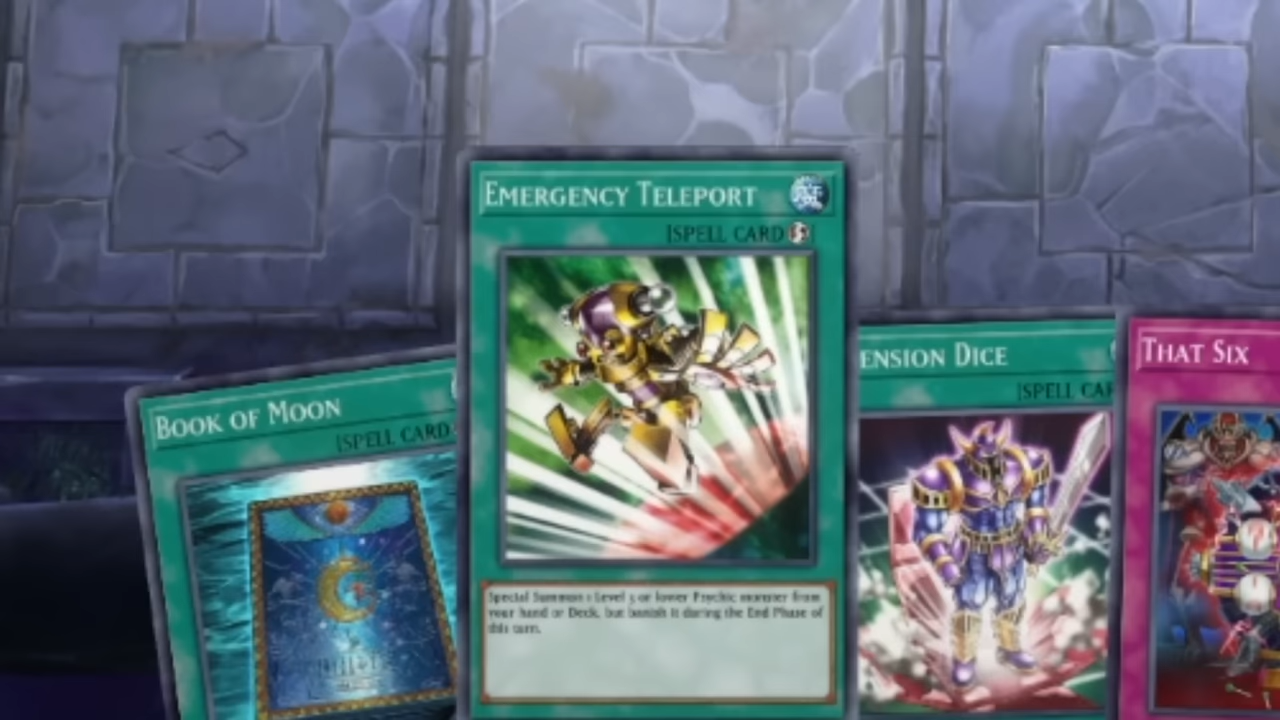 EMERGENCY TELEPORT
[SPELL CARD
Special Summon 1 Level 3 or lower Psychic monster from
your hand or Deck, but banish it during the End Phase of
this turn.
BOOK OF MOON
[SPELL CARD
ENSION DICE
[SPELL CAR
THAT SIX